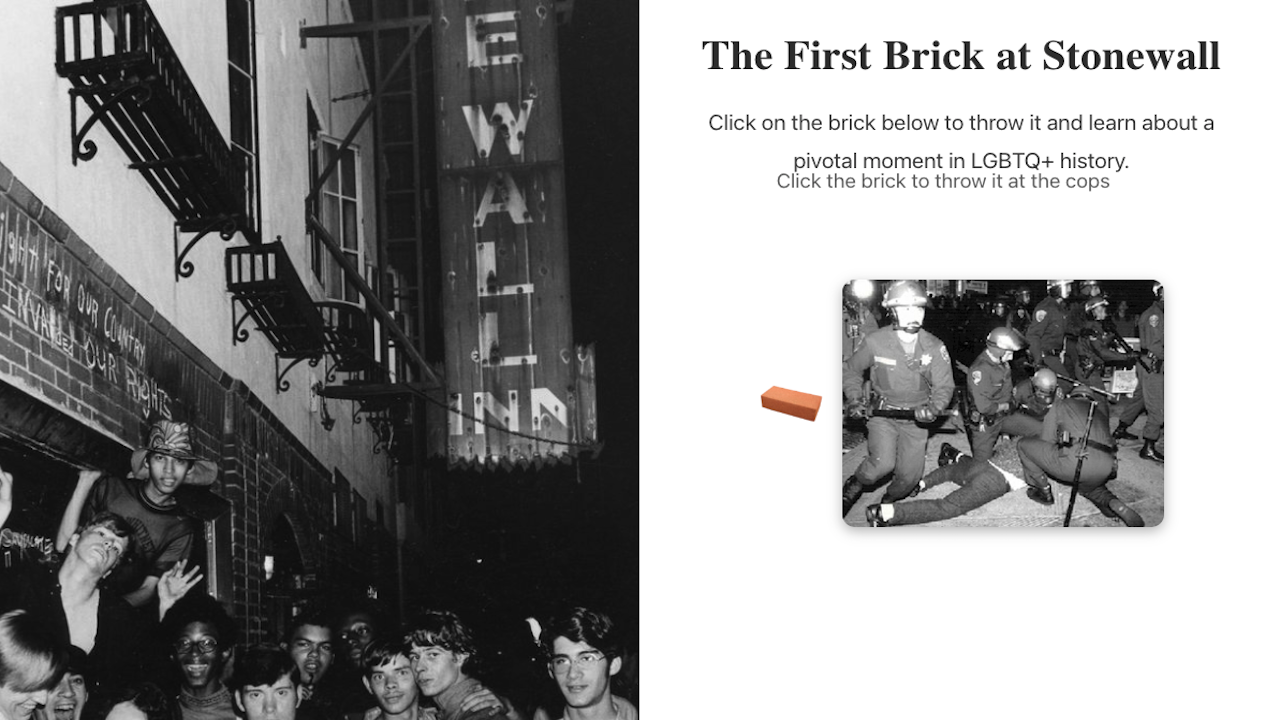 EWALL
INN
IGHT FOR OUR COUNTRY
INVADED OUR RIGHTS
The First Brick at Stonewall
Click on the brick below to throw it and learn about a
pivotal moment in LGBTQ+ history.
Click the brick to throw it at the cops